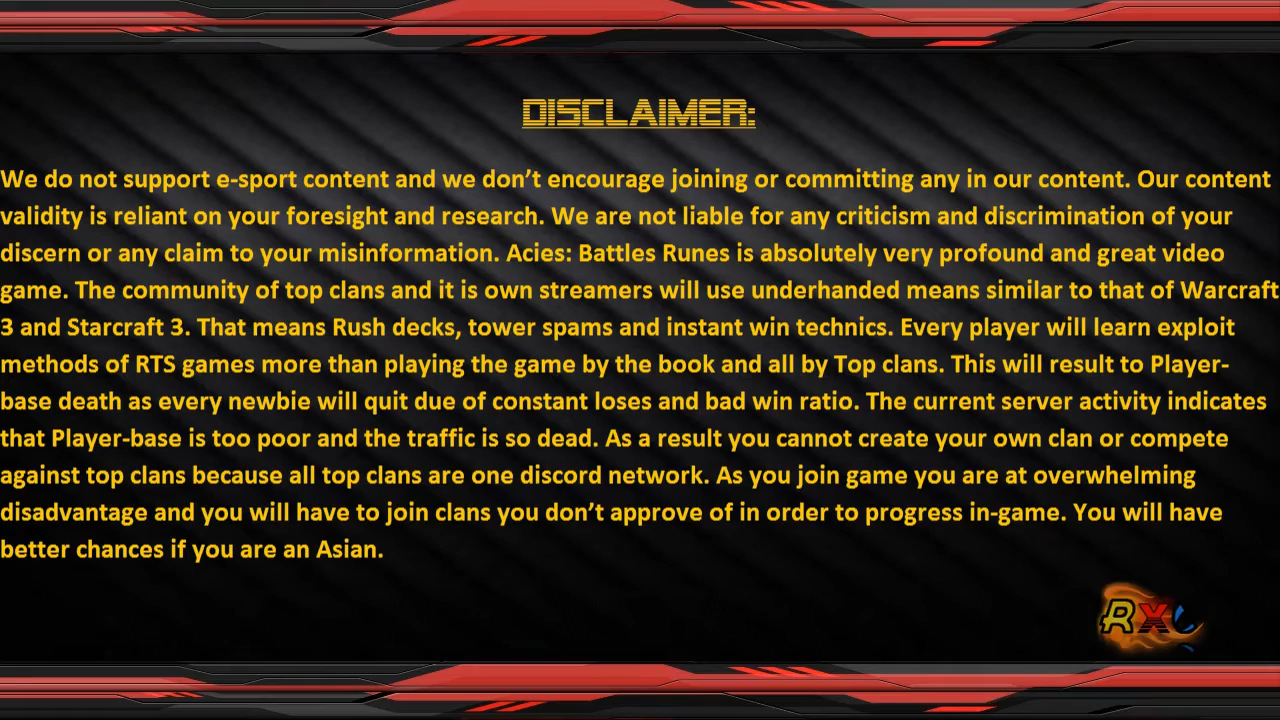 DISCLAIMER:
We do not support e-sport content and we don’t encourage joining or committing any in our content. Our content
validity is reliant on your foresight and research. We are not liable for any criticism and discrimination of your
discern or any claim to your misinformation. Acies: Battles Runes is absolutely very profound and great video
game. The community of top clans and it is own streamers will use underhanded means similar to that of Warcraft
3 and Starcraft 3. That means Rush decks, tower spams and instant win technics. Every player will learn exploit
methods of RTS games more than playing the game by the book and all by Top clans. This will result to Player-
base death as every newbie will quit due of constant loses and bad win ratio. The current server activity indicates
that Player-base is too poor and the traffic is so dead. As a result you cannot create your own clan or compete
against top clans because all top clans are one discord network. As you join game you are at overwhelming
disadvantage and you will have to join clans you don’t approve of in order to progress in-game. You will have
better chances if you are an Asian.
RX